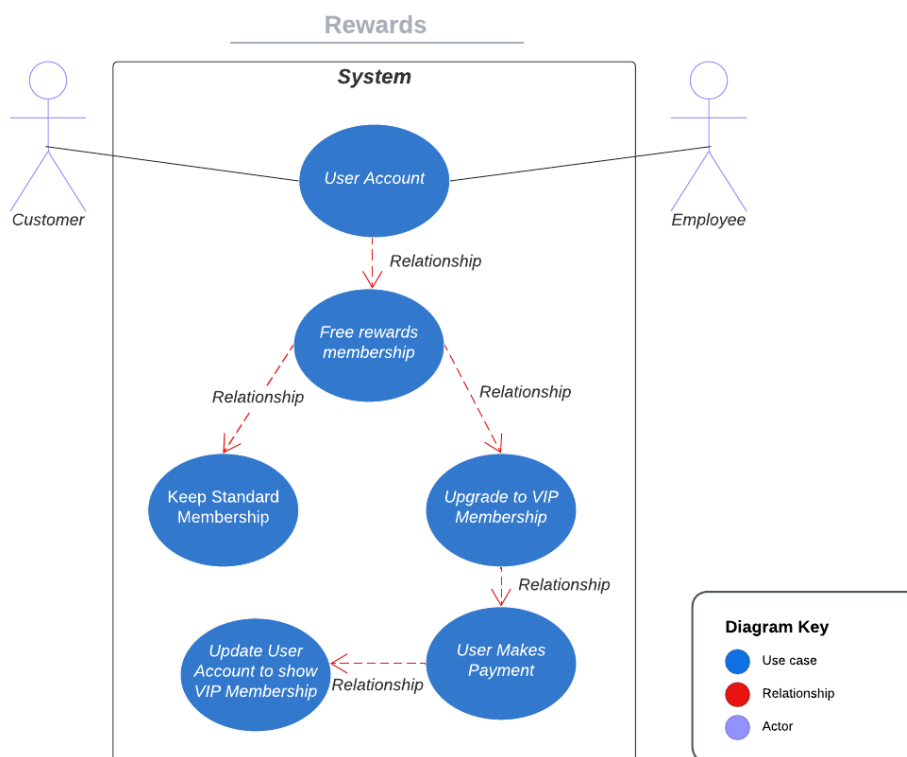 Rewards
System
User Account
Customer
Employee
Relationship
Free rewards
membership
Relationship
Relationship
Keep Standard
Membership
Upgrade to VIP
Membership
Relationship
Update User
Account to show
VIP Membership
Relationship
User Makes
Payment
Diagram Key
Use case
Relationship
Actor